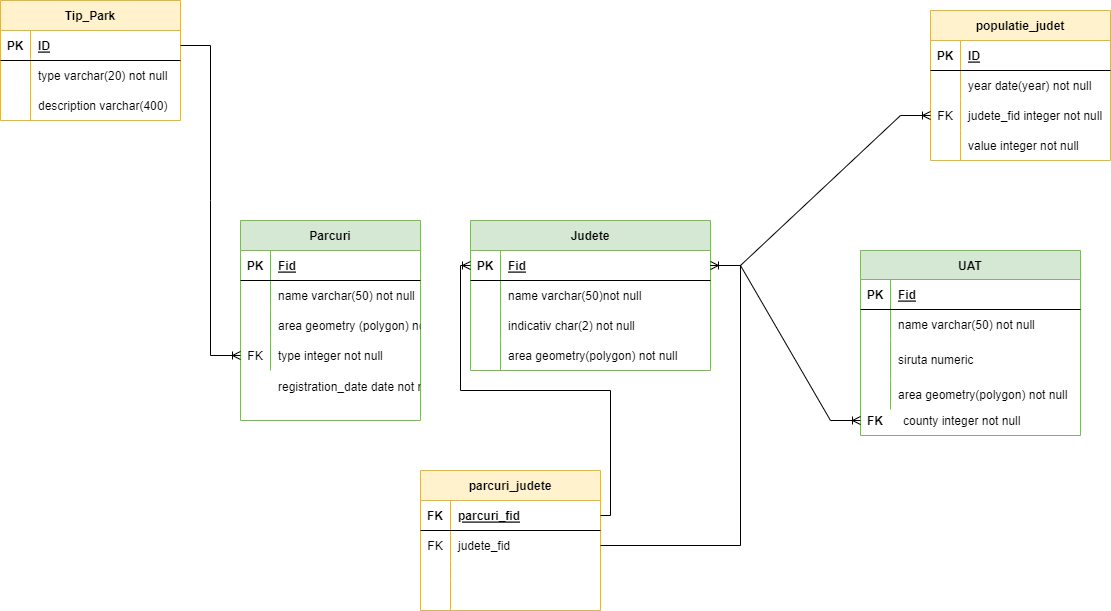 Tip_Park
PK ID
type varchar(20) not null
description varchar(400)
populatie_judet
PK ID
year date(year) not null
FK judete_fid integer not null
value integer not null
Parcuri
PK Fid
name varchar(50) not null
area geometry (polygon) n
FK type integer not null
registration_date date not
Judete
PK Fid
name varchar(50)not null
indicativ char(2) not null
area geometry(polygon) not null
UAT
PK Fid
name varchar(50) not null
siruta numeric
area geometry(polygon) not null
FK county integer not null
parcuri_judete
FK parcuri_fid
FK judete_fid